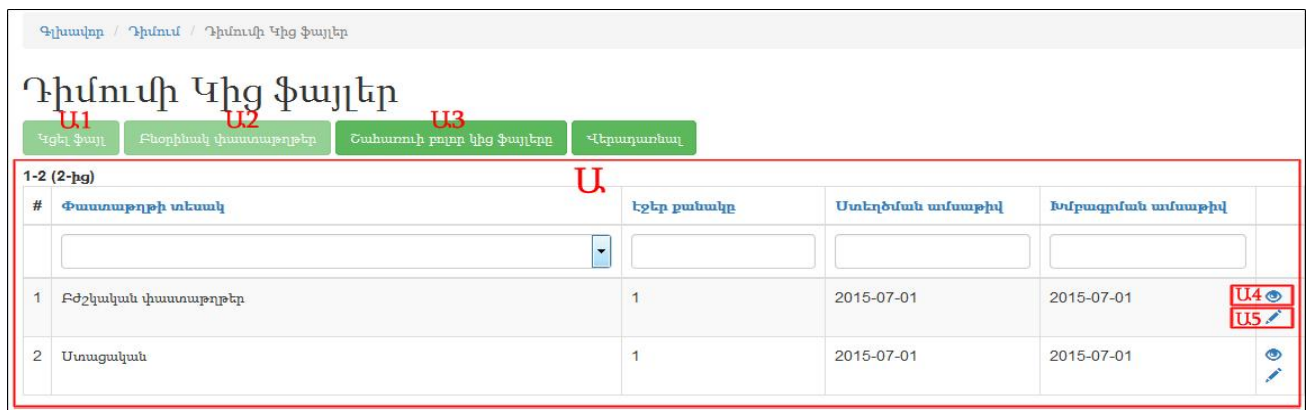 Գլխավոր / Դիմում / Դիմումի Կից ֆայլեր
Դիմումի Կից ֆայլեր
Ա1 Ա2 Ա3
Կցել ֆայլ Բնօրինակ փաստաթղթեր Շահառուի բոլոր կից ֆայլերը Վերադառնալ
1-2 (2-ից) Ա
# Փաստաթղթի տեսակ Էջեր քանակը Ստեղծման ամսաթիվ Խմբագրման ամսաթիվ
1 Բժշկական փաստաթղթեր 1 2015-07-01 2015-07-01 Ա4
Ա5
2 Ստացական 1 2015-07-01 2015-07-01